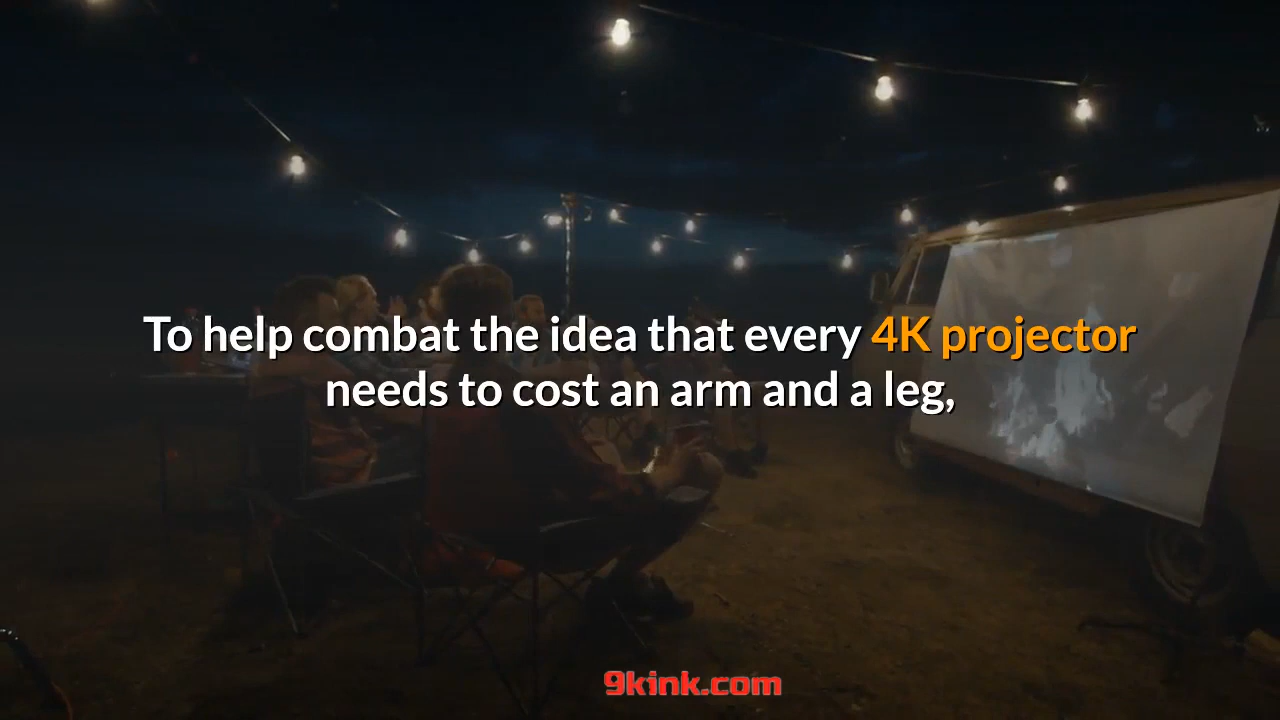 To help combat the idea that every 4K projector
needs to cost an arm and a leg,
9kink.com